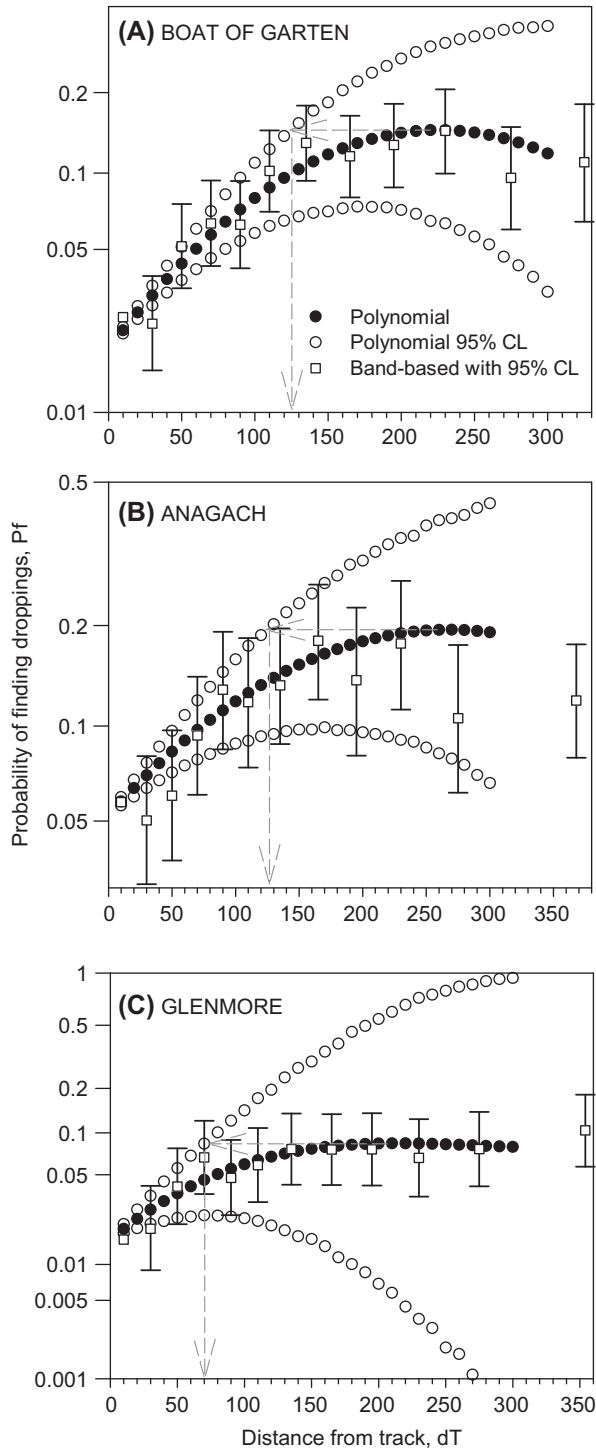 (A) BOAT OF GARTEN
0.2
0.1
0.05
0.01
Polynomial
Polynomial 95% CL
Band-based with 95% CL
0 50 100 150 200 250 300
Probability of finding droppings, Pf
(B) ANAGACH
0.5
0.2
0.1
0.05
0 50 100 150 200 250 300 350
(C) GLENMORE
1
0.5
0.2
0.1
0.05
0.01
0.005
0.001
0 50 100 150 200 250 300 350
Distance from track, dT